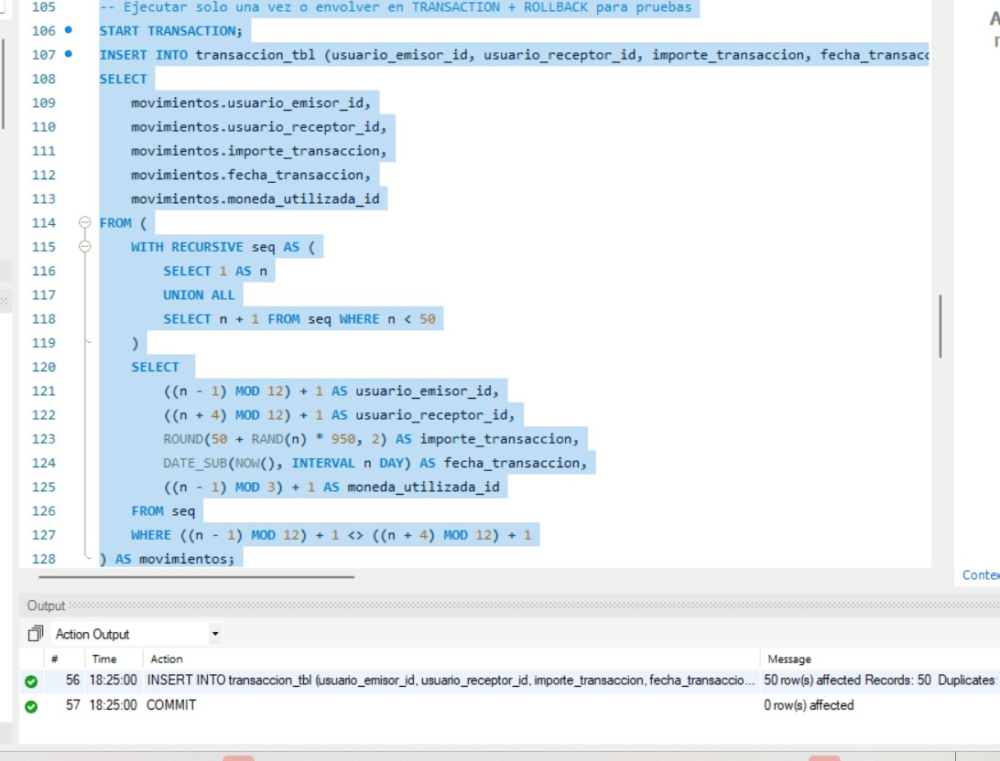 105 -- Ejecutar solo una vez o envolver en TRANSACTION + ROLLBACK para pruebas
106 START TRANSACTION;
107 INSERT INTO transaccion_tbl (usuario_emisor_id, usuario_receptor_id, importe_transaccion, fecha_transacc
108 SELECT
109 movimientos.usuario_emisor_id,
110 movimientos.usuario_receptor_id,
111 movimientos.importe_transaccion,
112 movimientos.fecha_transaccion,
113 movimientos.moneda_utilizada_id
114 FROM (
115 WITH RECURSIVE seq AS (
116 SELECT 1 AS n
117 UNION ALL
118 SELECT n + 1 FROM seq WHERE n < 50
119 )
120 SELECT
121 ((n - 1) MOD 12) + 1 AS usuario_emisor_id,
122 ((n + 4) MOD 12) + 1 AS usuario_receptor_id,
123 ROUND(50 + RAND(n) * 950, 2) AS importe_transaccion,
124 DATE_SUB(NOW(), INTERVAL n DAY) AS fecha_transaccion,
125 ((n - 1) MOD 3) + 1 AS moneda_utilizada_id
126 FROM seq
127 WHERE ((n - 1) MOD 12) + 1 <> ((n + 4) MOD 12) + 1
128 ) AS movimientos;
Contex
Output
Action Output
# Time Action Message
56 18:25:00 INSERT INTO transaccion_tbl (usuario_emisor_id, usuario_receptor_id, importe_transaccion, fecha_transaccio... 50 row(s) affected Records: 50 Duplicates:
57 18:25:00 COMMIT 0 row(s) affected